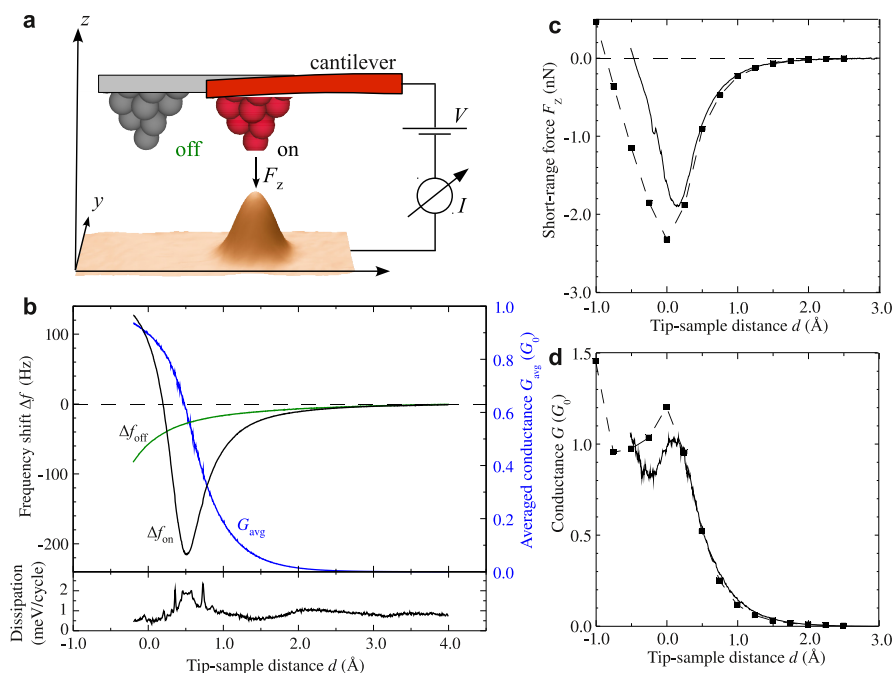 a
z
cantilever
off
on
V
F_z
y
I
b
100
0
-100
-200
Frequency shift Δf (Hz)
1.0
0.8
0.6
0.4
0.2
0.0
Averaged conductance G_avg (G_0)
Δf_off
Δf_on
G_avg
2
1
0
Dissipation
(meV/cycle)
-1.0 0.0 1.0 2.0 3.0 4.0
Tip-sample distance d (Å)
c
0.0
-1.0
-2.0
-3.0
Short-range force F_Z (nN)
-1.0 0.0 1.0 2.0 3.0
Tip-sample distance d (Å)
d
1.5
1.0
0.5
0.0
Conductance G (G_0)
-1.0 0.0 1.0 2.0 3.0
Tip-sample distance d (Å)